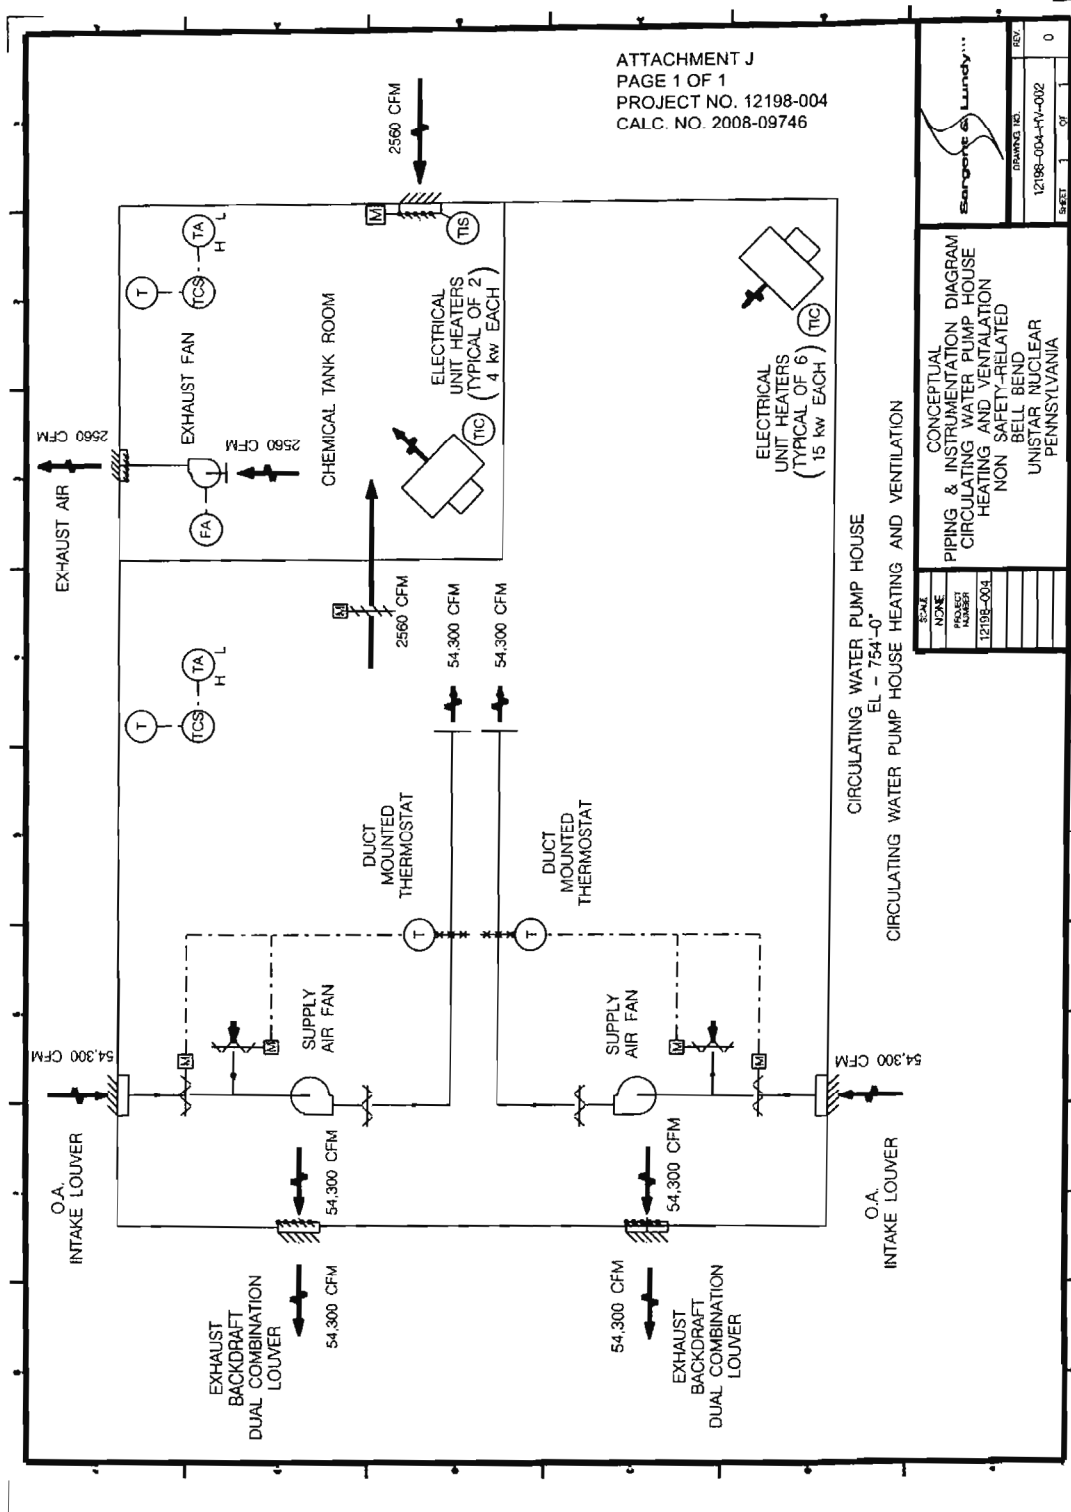 ATTACHMENT J
PAGE 1 OF 1
PROJECT NO. 12198-004
CALC. NO. 2008-09746
EXHAUST AIR
2560 CFM
EXHAUST FAN
FA
2560 CFM
T
TCS
TA
H
L
CHEMICAL TANK ROOM
2560 CFM
M
TIS
ELECTRICAL
UNIT HEATERS
(TYPICAL OF 2)
4 kw EACH
TIC
M
2560 CFM
T
TCS
TA
H
L
54,300 CFM
54,300 CFM
ELECTRICAL
UNIT HEATERS
(TYPICAL OF 6)
15 kw EACH
TIC
DUCT
MOUNTED
THERMOSTAT
T
DUCT
MOUNTED
THERMOSTAT
T
O.A.
INTAKE LOUVER
54,300 CFM
M
M
SUPPLY
AIR FAN
SUPPLY
AIR FAN
M
M
54,300 CFM
O.A.
INTAKE LOUVER
54,300 CFM
54,300 CFM
EXHAUST
BACKDRAFT
DUAL COMBINATION
LOUVER
54,300 CFM
54,300 CFM
EXHAUST
BACKDRAFT
DUAL COMBINATION
LOUVER
CIRCULATING WATER PUMP HOUSE
EL - 754'-0"
CIRCULATING WATER PUMP HOUSE HEATING AND VENTILATION
SCALE
NONE
PROJECT
NUMBER
12198-004
CONCEPTUAL
PIPING & INSTRUMENTATION DIAGRAM
CIRCULATING WATER PUMP HOUSE
HEATING AND VENTALATION
NON SAFETY-RELATED
BELL BEND
UNISTAR NUCLEAR
PENNSYLVANIA
Sargent & Lundy
DRAWING NO.
REV.
12198-004-HV-002
0
SHEET 1 OF 1